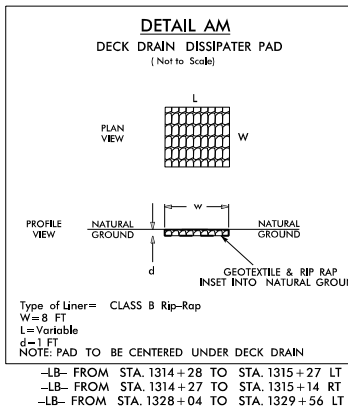 DETAIL AM
DECK DRAIN DISSIPATER PAD
( Not to Scale)
L
PLAN
VIEW
W
W
PROFILE
VIEW
NATURAL
GROUND
NATURAL
GROUND
d
GEOTEXTILE & RIP RAP
INSET INTO NATURAL GROUN
Type of Liner= CLASS B Rip-Rap
W=8 FT
L=Variable
d=1 FT
NOTE: PAD TO BE CENTERED UNDER DECK DRAIN
-LB- FROM STA. 1314+28 TO STA. 1315+27 LT
-LB- FROM STA. 1314+27 TO STA. 1315+14 RT
-LB- FROM STA. 1328+04 TO STA. 1329+56 LT